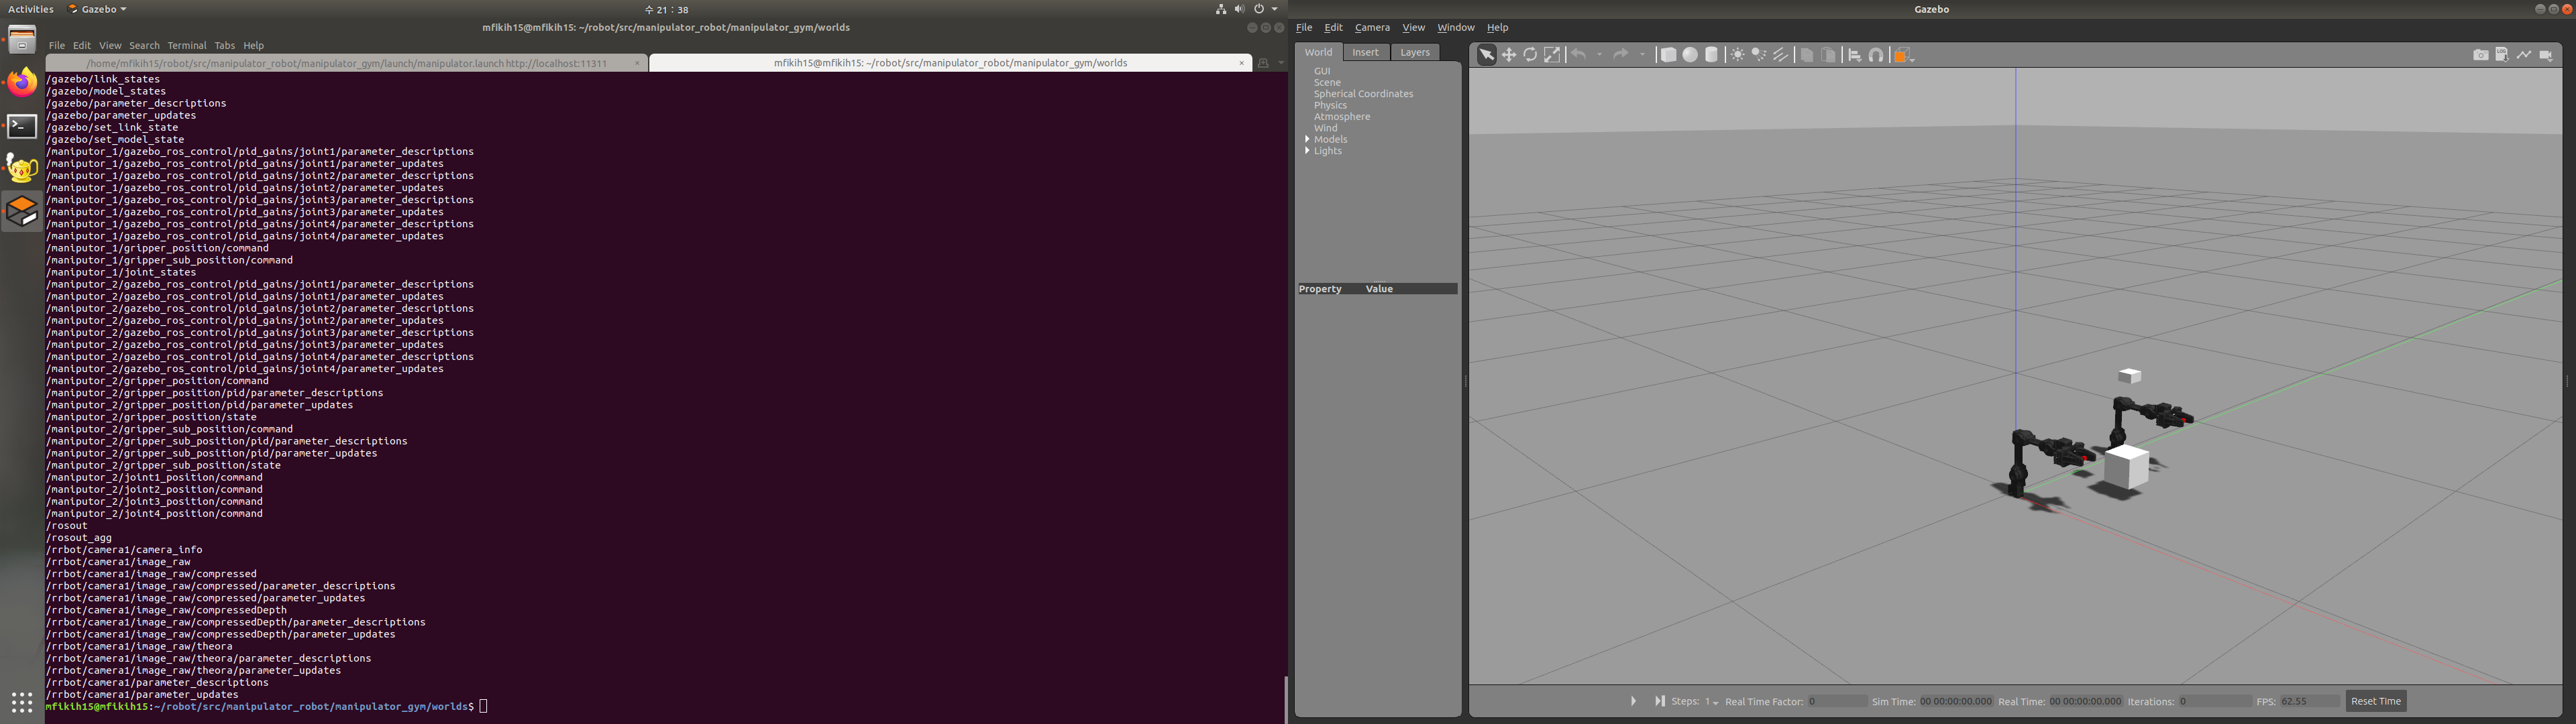 Activities
Gazebo
수 21 : 38
mfikih15@mfikih15: ~/robot/src/manipulator_robot/manipulator_gym/worlds
File Edit View Search Terminal Tabs Help
/home/mfikih15/robot/src/manipulator_robot/manipulator_gym/launch/manipulator.launch http://localhost:11311
mfikih15@mfikih15: ~/robot/src/manipulator_robot/manipulator_gym/worlds
/gazebo/link_states
/gazebo/model_states
/gazebo/parameter_descriptions
/gazebo/parameter_updates
/gazebo/set_link_state
/gazebo/set_model_state
/maniputor_1/gazebo_ros_control/pid_gains/joint1/parameter_descriptions
/maniputor_1/gazebo_ros_control/pid_gains/joint1/parameter_updates
/maniputor_1/gazebo_ros_control/pid_gains/joint2/parameter_descriptions
/maniputor_1/gazebo_ros_control/pid_gains/joint2/parameter_updates
/maniputor_1/gazebo_ros_control/pid_gains/joint3/parameter_descriptions
/maniputor_1/gazebo_ros_control/pid_gains/joint3/parameter_updates
/maniputor_1/gazebo_ros_control/pid_gains/joint4/parameter_descriptions
/maniputor_1/gazebo_ros_control/pid_gains/joint4/parameter_updates
/maniputor_1/gripper_position/command
/maniputor_1/gripper_sub_position/command
/maniputor_1/joint_states
/maniputor_2/gazebo_ros_control/pid_gains/joint1/parameter_descriptions
/maniputor_2/gazebo_ros_control/pid_gains/joint1/parameter_updates
/maniputor_2/gazebo_ros_control/pid_gains/joint2/parameter_descriptions
/maniputor_2/gazebo_ros_control/pid_gains/joint2/parameter_updates
/maniputor_2/gazebo_ros_control/pid_gains/joint3/parameter_descriptions
/maniputor_2/gazebo_ros_control/pid_gains/joint3/parameter_updates
/maniputor_2/gazebo_ros_control/pid_gains/joint4/parameter_descriptions
/maniputor_2/gazebo_ros_control/pid_gains/joint4/parameter_updates
/maniputor_2/gripper_position/command
/maniputor_2/gripper_position/pid/parameter_descriptions
/maniputor_2/gripper_position/pid/parameter_updates
/maniputor_2/gripper_position/state
/maniputor_2/gripper_sub_position/command
/maniputor_2/gripper_sub_position/pid/parameter_descriptions
/maniputor_2/gripper_sub_position/pid/parameter_updates
/maniputor_2/gripper_sub_position/state
/maniputor_2/joint1_position/command
/maniputor_2/joint2_position/command
/maniputor_2/joint3_position/command
/maniputor_2/joint4_position/command
/rosout
/rosout_agg
/rrbot/camera1/camera_info
/rrbot/camera1/image_raw
/rrbot/camera1/image_raw/compressed
/rrbot/camera1/image_raw/compressed/parameter_descriptions
/rrbot/camera1/image_raw/compressed/parameter_updates
/rrbot/camera1/image_raw/compressedDepth
/rrbot/camera1/image_raw/compressedDepth/parameter_descriptions
/rrbot/camera1/image_raw/compressedDepth/parameter_updates
/rrbot/camera1/image_raw/theora
/rrbot/camera1/image_raw/theora/parameter_descriptions
/rrbot/camera1/image_raw/theora/parameter_updates
/rrbot/camera1/parameter_descriptions
/rrbot/camera1/parameter_updates
mfikih15@mfikih15:~/robot/src/manipulator_robot/manipulator_gym/worlds$
Gazebo
File Edit Camera View Window Help
World Insert Layers
GUI
Scene
Spherical Coordinates
Physics
Atmosphere
Wind
Models
Lights
Property Value
Steps: 1 Real Time Factor: 0 Sim Time: 00 00:00:00.000 Real Time: 00 00:00:00.000 Iterations: 0 FPS: 62.55 Reset Time